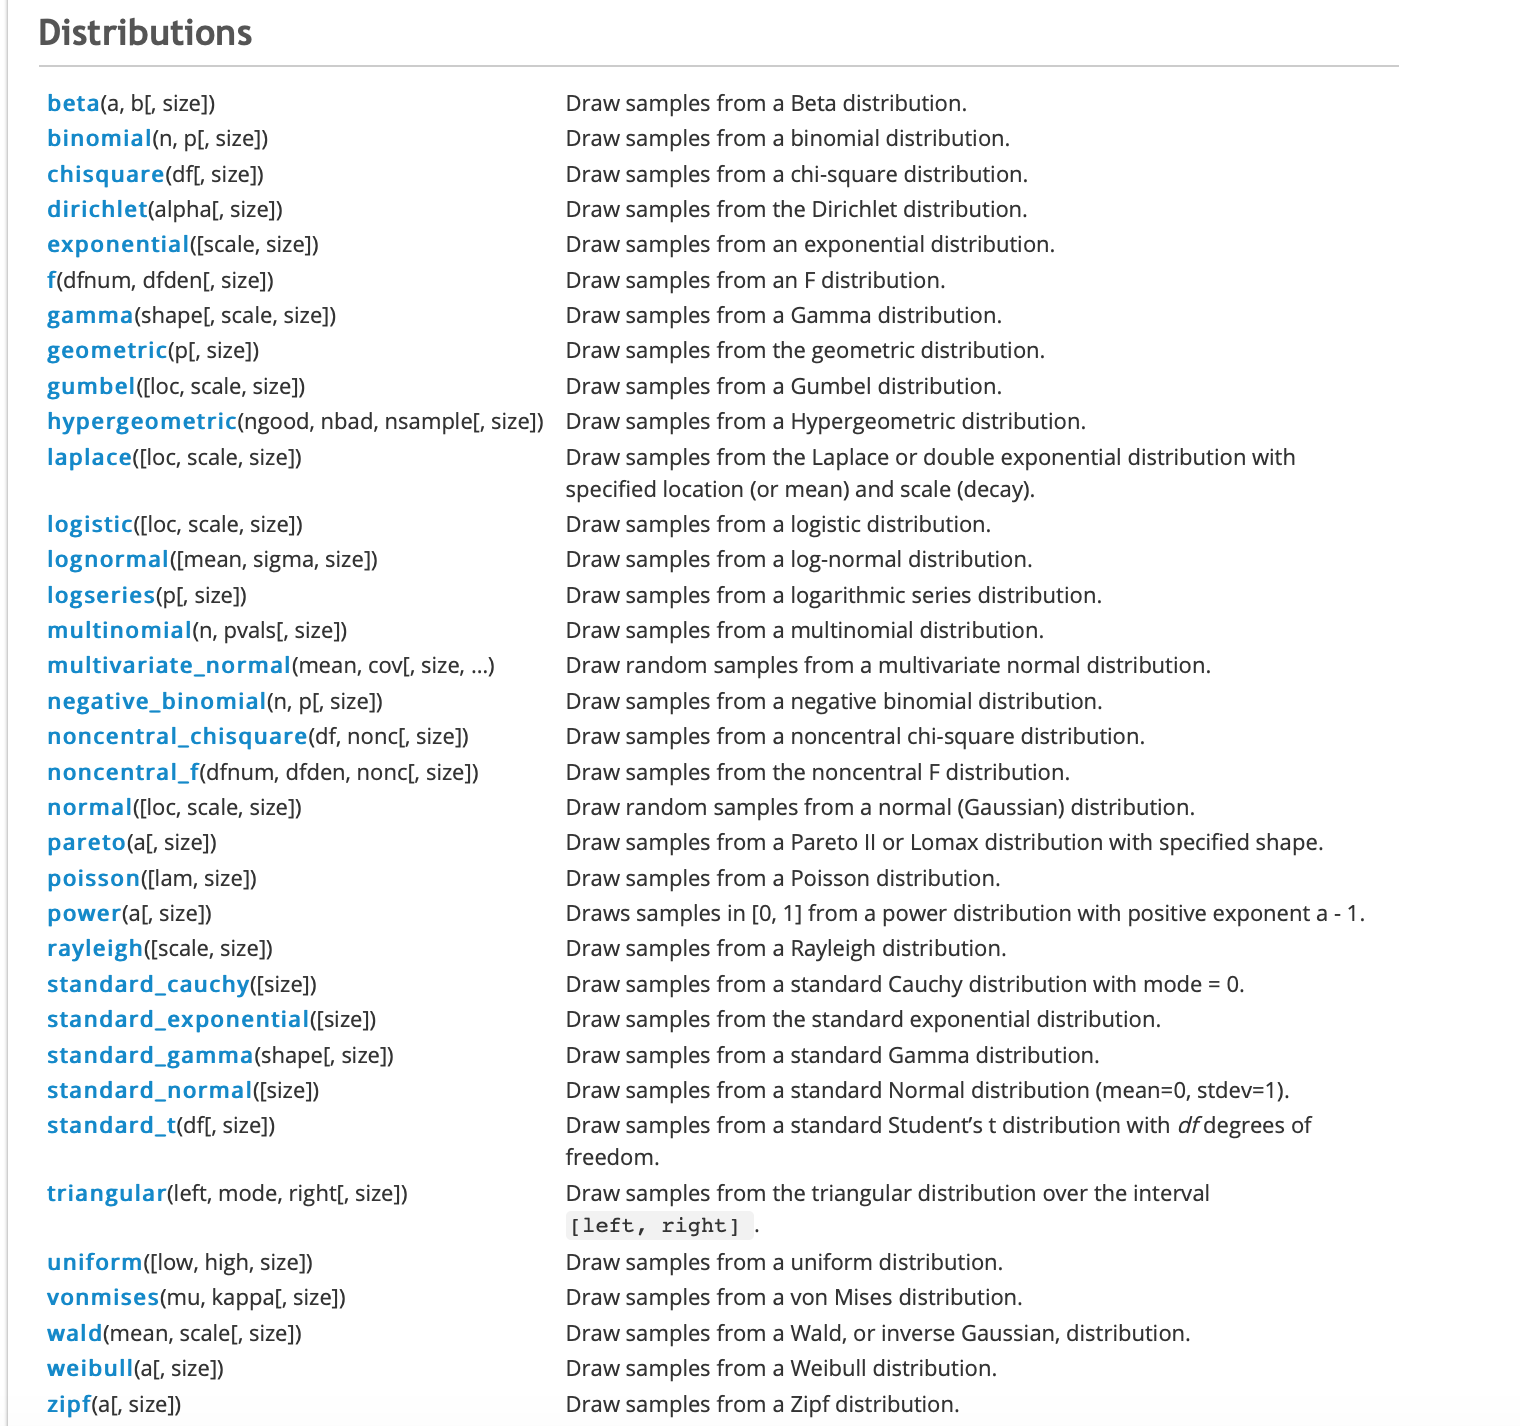 Distributions
beta(a, b[, size]) Draw samples from a Beta distribution.
binomial(n, p[, size]) Draw samples from a binomial distribution.
chisquare(df[, size]) Draw samples from a chi-square distribution.
dirichlet(alpha[, size]) Draw samples from the Dirichlet distribution.
exponential([scale, size]) Draw samples from an exponential distribution.
f(dfnum, dfden[, size]) Draw samples from an F distribution.
gamma(shape[, scale, size]) Draw samples from a Gamma distribution.
geometric(p[, size]) Draw samples from the geometric distribution.
gumbel([loc, scale, size]) Draw samples from a Gumbel distribution.
hypergeometric(ngood, nbad, nsample[, size]) Draw samples from a Hypergeometric distribution.
laplace([loc, scale, size]) Draw samples from the Laplace or double exponential distribution with
specified location (or mean) and scale (decay).
logistic([loc, scale, size]) Draw samples from a logistic distribution.
lognormal([mean, sigma, size]) Draw samples from a log-normal distribution.
logseries(p[, size]) Draw samples from a logarithmic series distribution.
multinomial(n, pvals[, size]) Draw samples from a multinomial distribution.
multivariate_normal(mean, cov[, size, ...) Draw random samples from a multivariate normal distribution.
negative_binomial(n, p[, size]) Draw samples from a negative binomial distribution.
noncentral_chisquare(df, nonc[, size]) Draw samples from a noncentral chi-square distribution.
noncentral_f(dfnum, dfden, nonc[, size]) Draw samples from the noncentral F distribution.
normal([loc, scale, size]) Draw random samples from a normal (Gaussian) distribution.
pareto(a[, size]) Draw samples from a Pareto II or Lomax distribution with specified shape.
poisson([lam, size]) Draw samples from a Poisson distribution.
power(a[, size]) Draws samples in [0, 1] from a power distribution with positive exponent a - 1.
rayleigh([scale, size]) Draw samples from a Rayleigh distribution.
standard_cauchy([size]) Draw samples from a standard Cauchy distribution with mode = 0.
standard_exponential([size]) Draw samples from the standard exponential distribution.
standard_gamma(shape[, size]) Draw samples from a standard Gamma distribution.
standard_normal([size]) Draw samples from a standard Normal distribution (mean=0, stdev=1).
standard_t(df[, size]) Draw samples from a standard Student’s t distribution with df degrees of
freedom.
triangular(left, mode, right[, size]) Draw samples from the triangular distribution over the interval
[left, right] .
uniform([low, high, size]) Draw samples from a uniform distribution.
vonmises(mu, kappa[, size]) Draw samples from a von Mises distribution.
wald(mean, scale[, size]) Draw samples from a Wald, or inverse Gaussian, distribution.
weibull(a[, size]) Draw samples from a Weibull distribution.
zipf(a[, size]) Draw samples from a Zipf distribution.